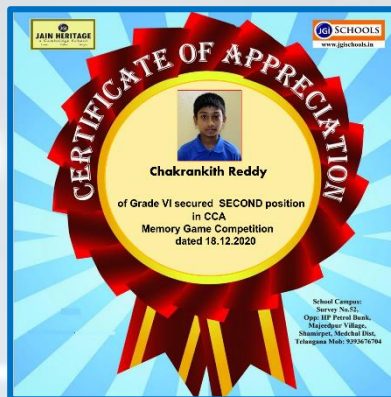 JGI
JAIN HERITAGE
a Cambridge School
JGI SCHOOLS
www.jgischools.in
CERTIFICATE OF APPRECIATION
Chakrankith Reddy
of Grade VI secured SECOND position
in CCA
Memory Game Competition
dated 18.12.2020
School Campus:
Survey No.52,
Opp: HP Petrol Bunk,
Majeedpur Village,
Shamirpet, Medchal Dist,
Telangana Mob: 9393676704